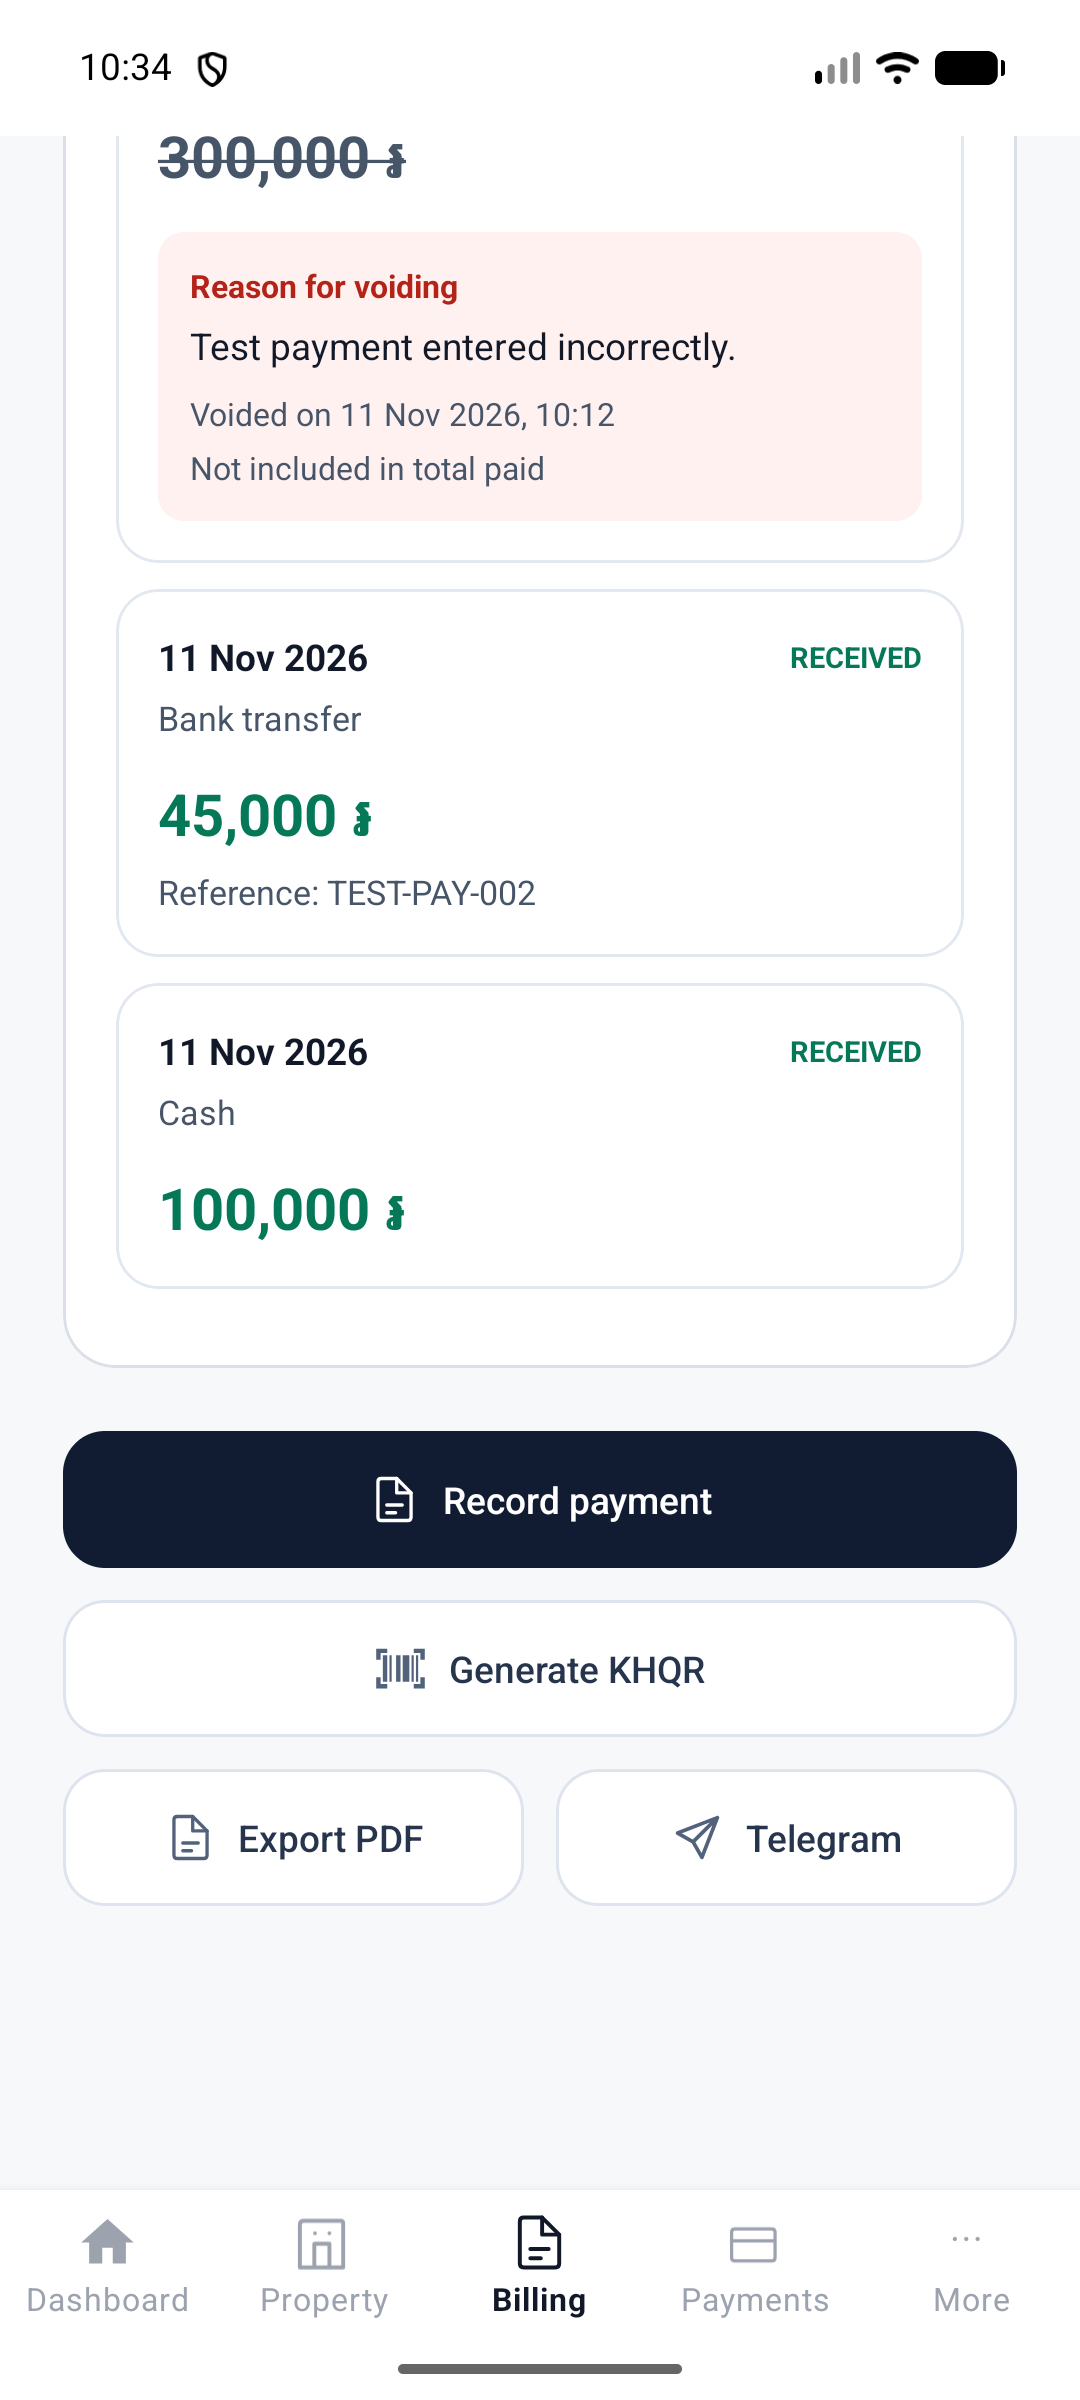 10:34
300,000 ៛
Reason for voiding
Test payment entered incorrectly.
Voided on 11 Nov 2026, 10:12
Not included in total paid
11 Nov 2026 RECEIVED
Bank transfer
45,000 ៛
Reference: TEST-PAY-002
11 Nov 2026 RECEIVED
Cash
100,000 ៛
Record payment
Generate KHQR
Export PDF Telegram
Dashboard Property Billing Payments More